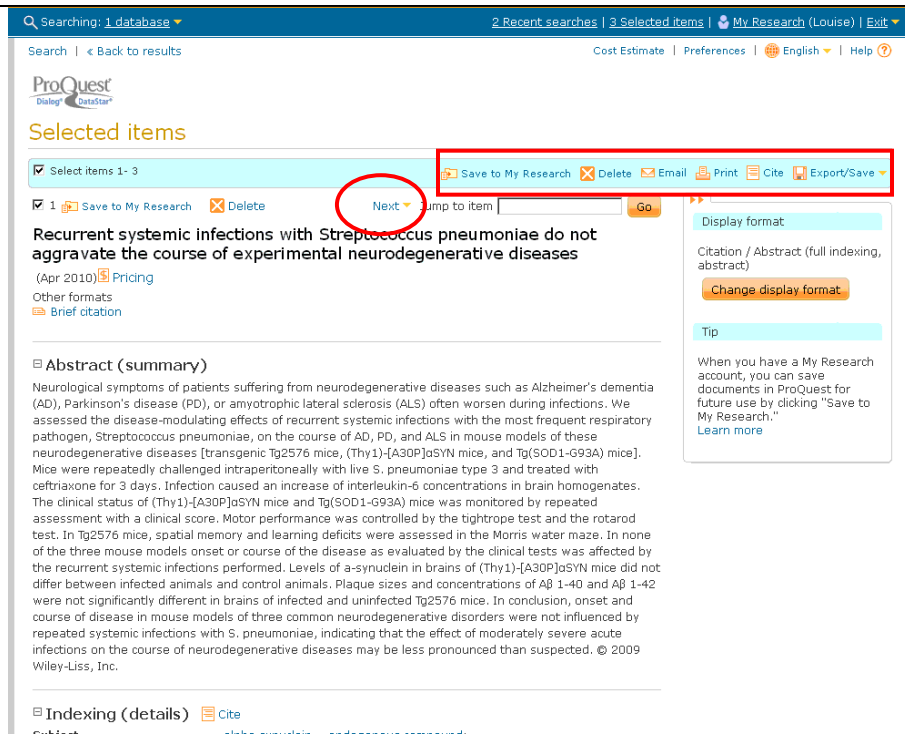 Searching: 1 database 2 Recent searches | 3 Selected items | My Research (Louise) | Exit
Search | « Back to results Cost Estimate | Preferences | English | Help ?
ProQuest
Dialog® DataStar®
Selected items
Select items 1- 3 Save to My Research Delete Email Print Cite Export/Save
1 Save to My Research Delete Next Jump to item Go
Recurrent systemic infections with Streptococcus pneumoniae do not
aggravate the course of experimental neurodegenerative diseases
(Apr 2010) $ Pricing
Other formats
Brief citation
Display format
Citation / Abstract (full indexing,
abstract)
Change display format
Tip
When you have a My Research
account, you can save
documents in ProQuest for
future use by clicking "Save to
My Research."
Learn more
Abstract (summary)
Neurological symptoms of patients suffering from neurodegenerative diseases such as Alzheimer's dementia
(AD), Parkinson's disease (PD), or amyotrophic lateral sclerosis (ALS) often worsen during infections. We
assessed the disease-modulating effects of recurrent systemic infections with the most frequent respiratory
pathogen, Streptococcus pneumoniae, on the course of AD, PD, and ALS in mouse models of these
neurodegenerative diseases [transgenic Tg2576 mice, (Thy1)-[A30P]αSYN mice, and Tg(SOD1-G93A) mice].
Mice were repeatedly challenged intraperitoneally with live S. pneumoniae type 3 and treated with
ceftriaxone for 3 days. Infection caused an increase of interleukin-6 concentrations in brain homogenates.
The clinical status of (Thy1)-[A30P]αSYN mice and Tg(SOD1-G93A) mice was monitored by repeated
assessment with a clinical score. Motor performance was controlled by the tightrope test and the rotarod
test. In Tg2576 mice, spatial memory and learning deficits were assessed in the Morris water maze. In none
of the three mouse models onset or course of the disease as evaluated by the clinical tests was affected by
the recurrent systemic infections performed. Levels of a-synuclein in brains of (Thy1)-[A30P]αSYN mice did not
differ between infected animals and control animals. Plaque sizes and concentrations of Aβ 1-40 and Aβ 1-42
were not significantly different in brains of infected and uninfected Tg2576 mice. In conclusion, onset and
course of disease in mouse models of three common neurodegenerative disorders were not influenced by
repeated systemic infections with S. pneumoniae, indicating that the effect of moderately severe acute
infections on the course of neurodegenerative diseases may be less pronounced than suspected. © 2009
Wiley-Liss, Inc.
Indexing (details) Cite